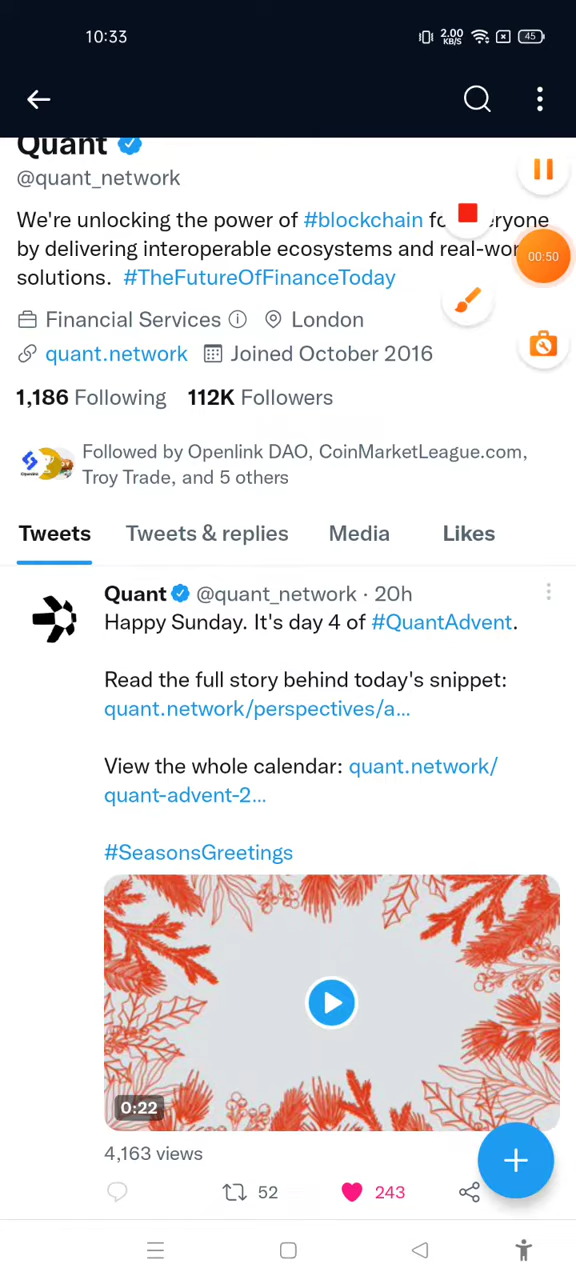 10:33
2.00
KB/S
45
Quant
@quant_network
We're unlocking the power of #blockchain fo eryone
by delivering interoperable ecosystems and real-wor
solutions. #TheFutureOfFinanceToday
00:50
Financial Services London
quant.network Joined October 2016
1,186 Following 112K Followers
Followed by Openlink DAO, CoinMarketLeague.com,
Troy Trade, and 5 others
Tweets Tweets & replies Media Likes
Quant @quant_network · 20h
Happy Sunday. It's day 4 of #QuantAdvent.
Read the full story behind today's snippet:
quant.network/perspectives/a...
View the whole calendar: quant.network/
quant-advent-2...
#SeasonsGreetings
0:22
4,163 views
52 243